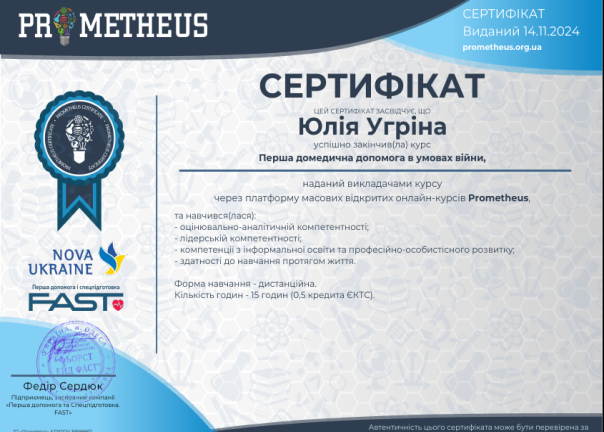 PROMETHEUS
СЕРТИФІКАТ
Виданий 14.11.2024
prometheus.org.ua
PROMETHEUS CERTIFICATE
СЕРТИФІКАТ
ЦЕЙ СЕРТИФІКАТ ЗАСВІДЧУЄ, ЩО
Юлія Угріна
успішно закінчив(ла) курс
Перша домедична допомога в умовах війни,
наданий викладачами курсу
через платформу масових відкритих онлайн-курсів Prometheus,
та навчився(лася):
- оцінювально-аналітичній компетентності;
- лідерській компетентності;
- компетенції з інформальної освіти та професійно-особистісного розвитку;
- здатності до навчання протягом життя.
Форма навчання - дистанційна.
Кількість годин - 15 годин (0,5 кредита ЄКТС).
NOVA
UKRAINE
Перша допомога і спецпідготовка
FAST
Федір Сердюк
Підприємець, засновник компанії
«Перша допомога та Спецпідготовка.
FAST»
Автентичність цього сертифіката може бути перевірена за